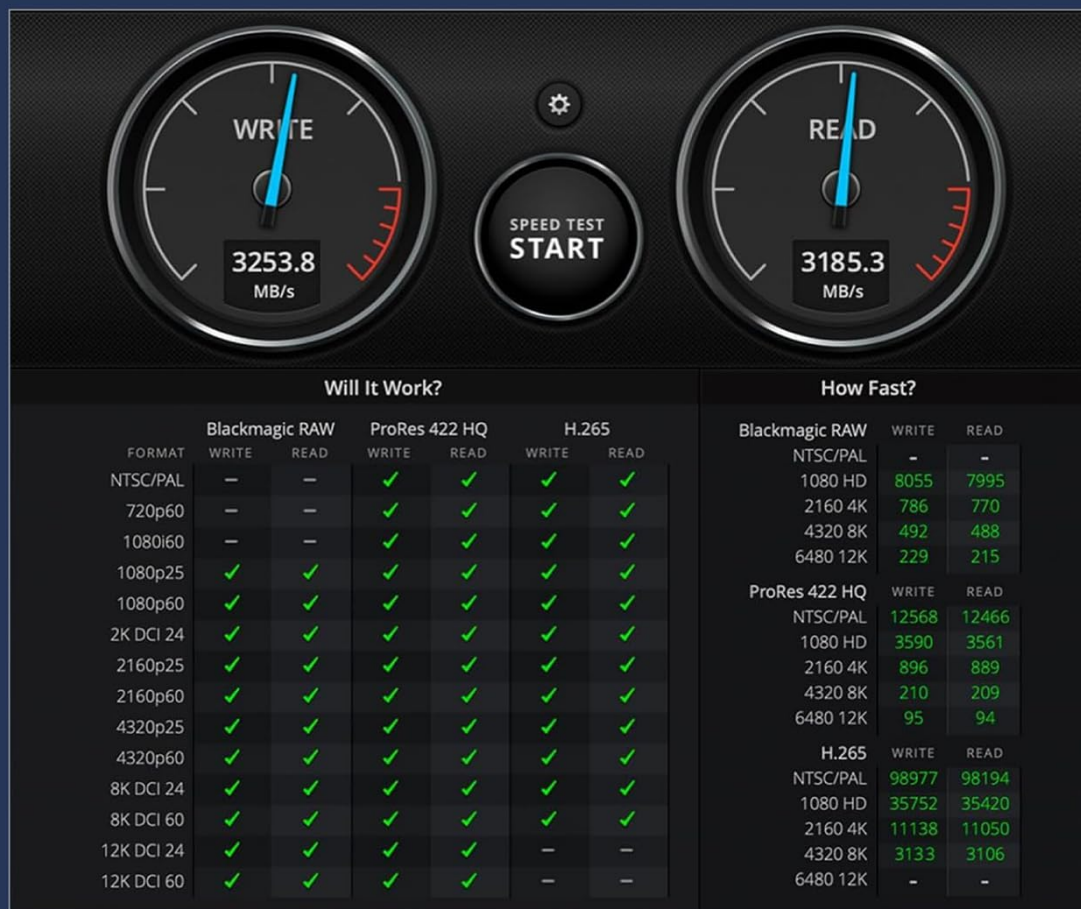 WRITE
3253.8
MB/s
SPEED TEST
START
READ
3185.3
MB/s
Will It Work?
Blackmagic RAW ProRes 422 HQ H.265
FORMAT WRITE READ WRITE READ WRITE READ
NTSC/PAL – – ✓ ✓ ✓ ✓
720p60 – – ✓ ✓ ✓ ✓
1080i60 – – ✓ ✓ ✓ ✓
1080p25 ✓ ✓ ✓ ✓ ✓ ✓
1080p60 ✓ ✓ ✓ ✓ ✓ ✓
2K DCI 24 ✓ ✓ ✓ ✓ ✓ ✓
2160p25 ✓ ✓ ✓ ✓ ✓ ✓
2160p60 ✓ ✓ ✓ ✓ ✓ ✓
4320p25 ✓ ✓ ✓ ✓ ✓ ✓
4320p60 ✓ ✓ ✓ ✓ ✓ ✓
8K DCI 24 ✓ ✓ ✓ ✓ ✓ ✓
8K DCI 60 ✓ ✓ ✓ ✓ ✓ ✓
12K DCI 24 ✓ ✓ ✓ ✓ – –
12K DCI 60 ✓ ✓ ✓ ✓ – –
How Fast?
Blackmagic RAW WRITE READ
NTSC/PAL - -
1080 HD 8055 7995
2160 4K 786 770
4320 8K 492 488
6480 12K 229 215
ProRes 422 HQ WRITE READ
NTSC/PAL 12568 12466
1080 HD 3590 3561
2160 4K 896 889
4320 8K 210 209
6480 12K 95 94
H.265 WRITE READ
NTSC/PAL 98977 98194
1080 HD 35752 35420
2160 4K 11138 11050
4320 8K 3133 3106
6480 12K - -